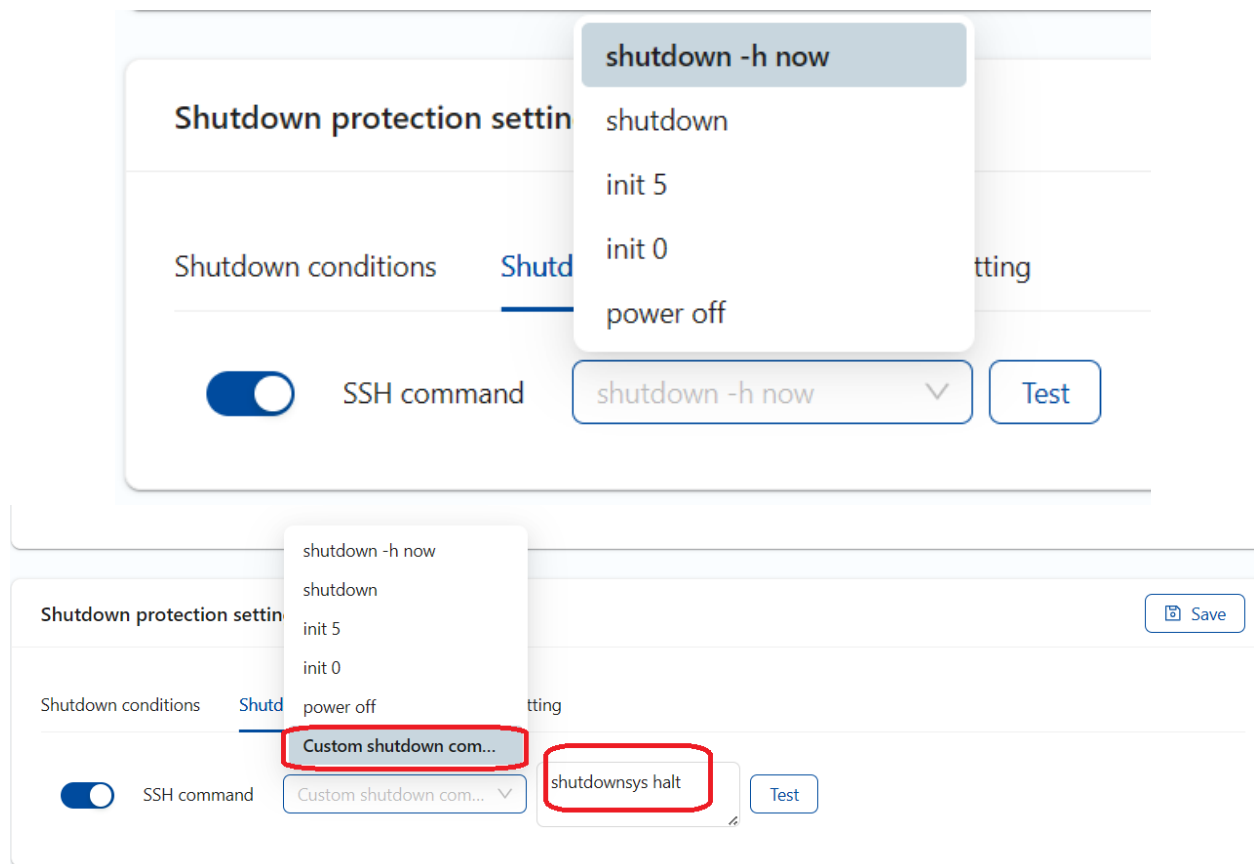 shutdown -h now
shutdown
init 5
init 0
power off
Shutdown protection settin
Shutdown conditions
Shutd
tting
SSH command
shutdown -h now
Test
shutdown -h now
shutdown
init 5
init 0
power off
Custom shutdown com...
Shutdown protection settin
Save
Shutdown conditions
Shutd
tting
SSH command
Custom shutdown com...
shutdownsys halt
Test